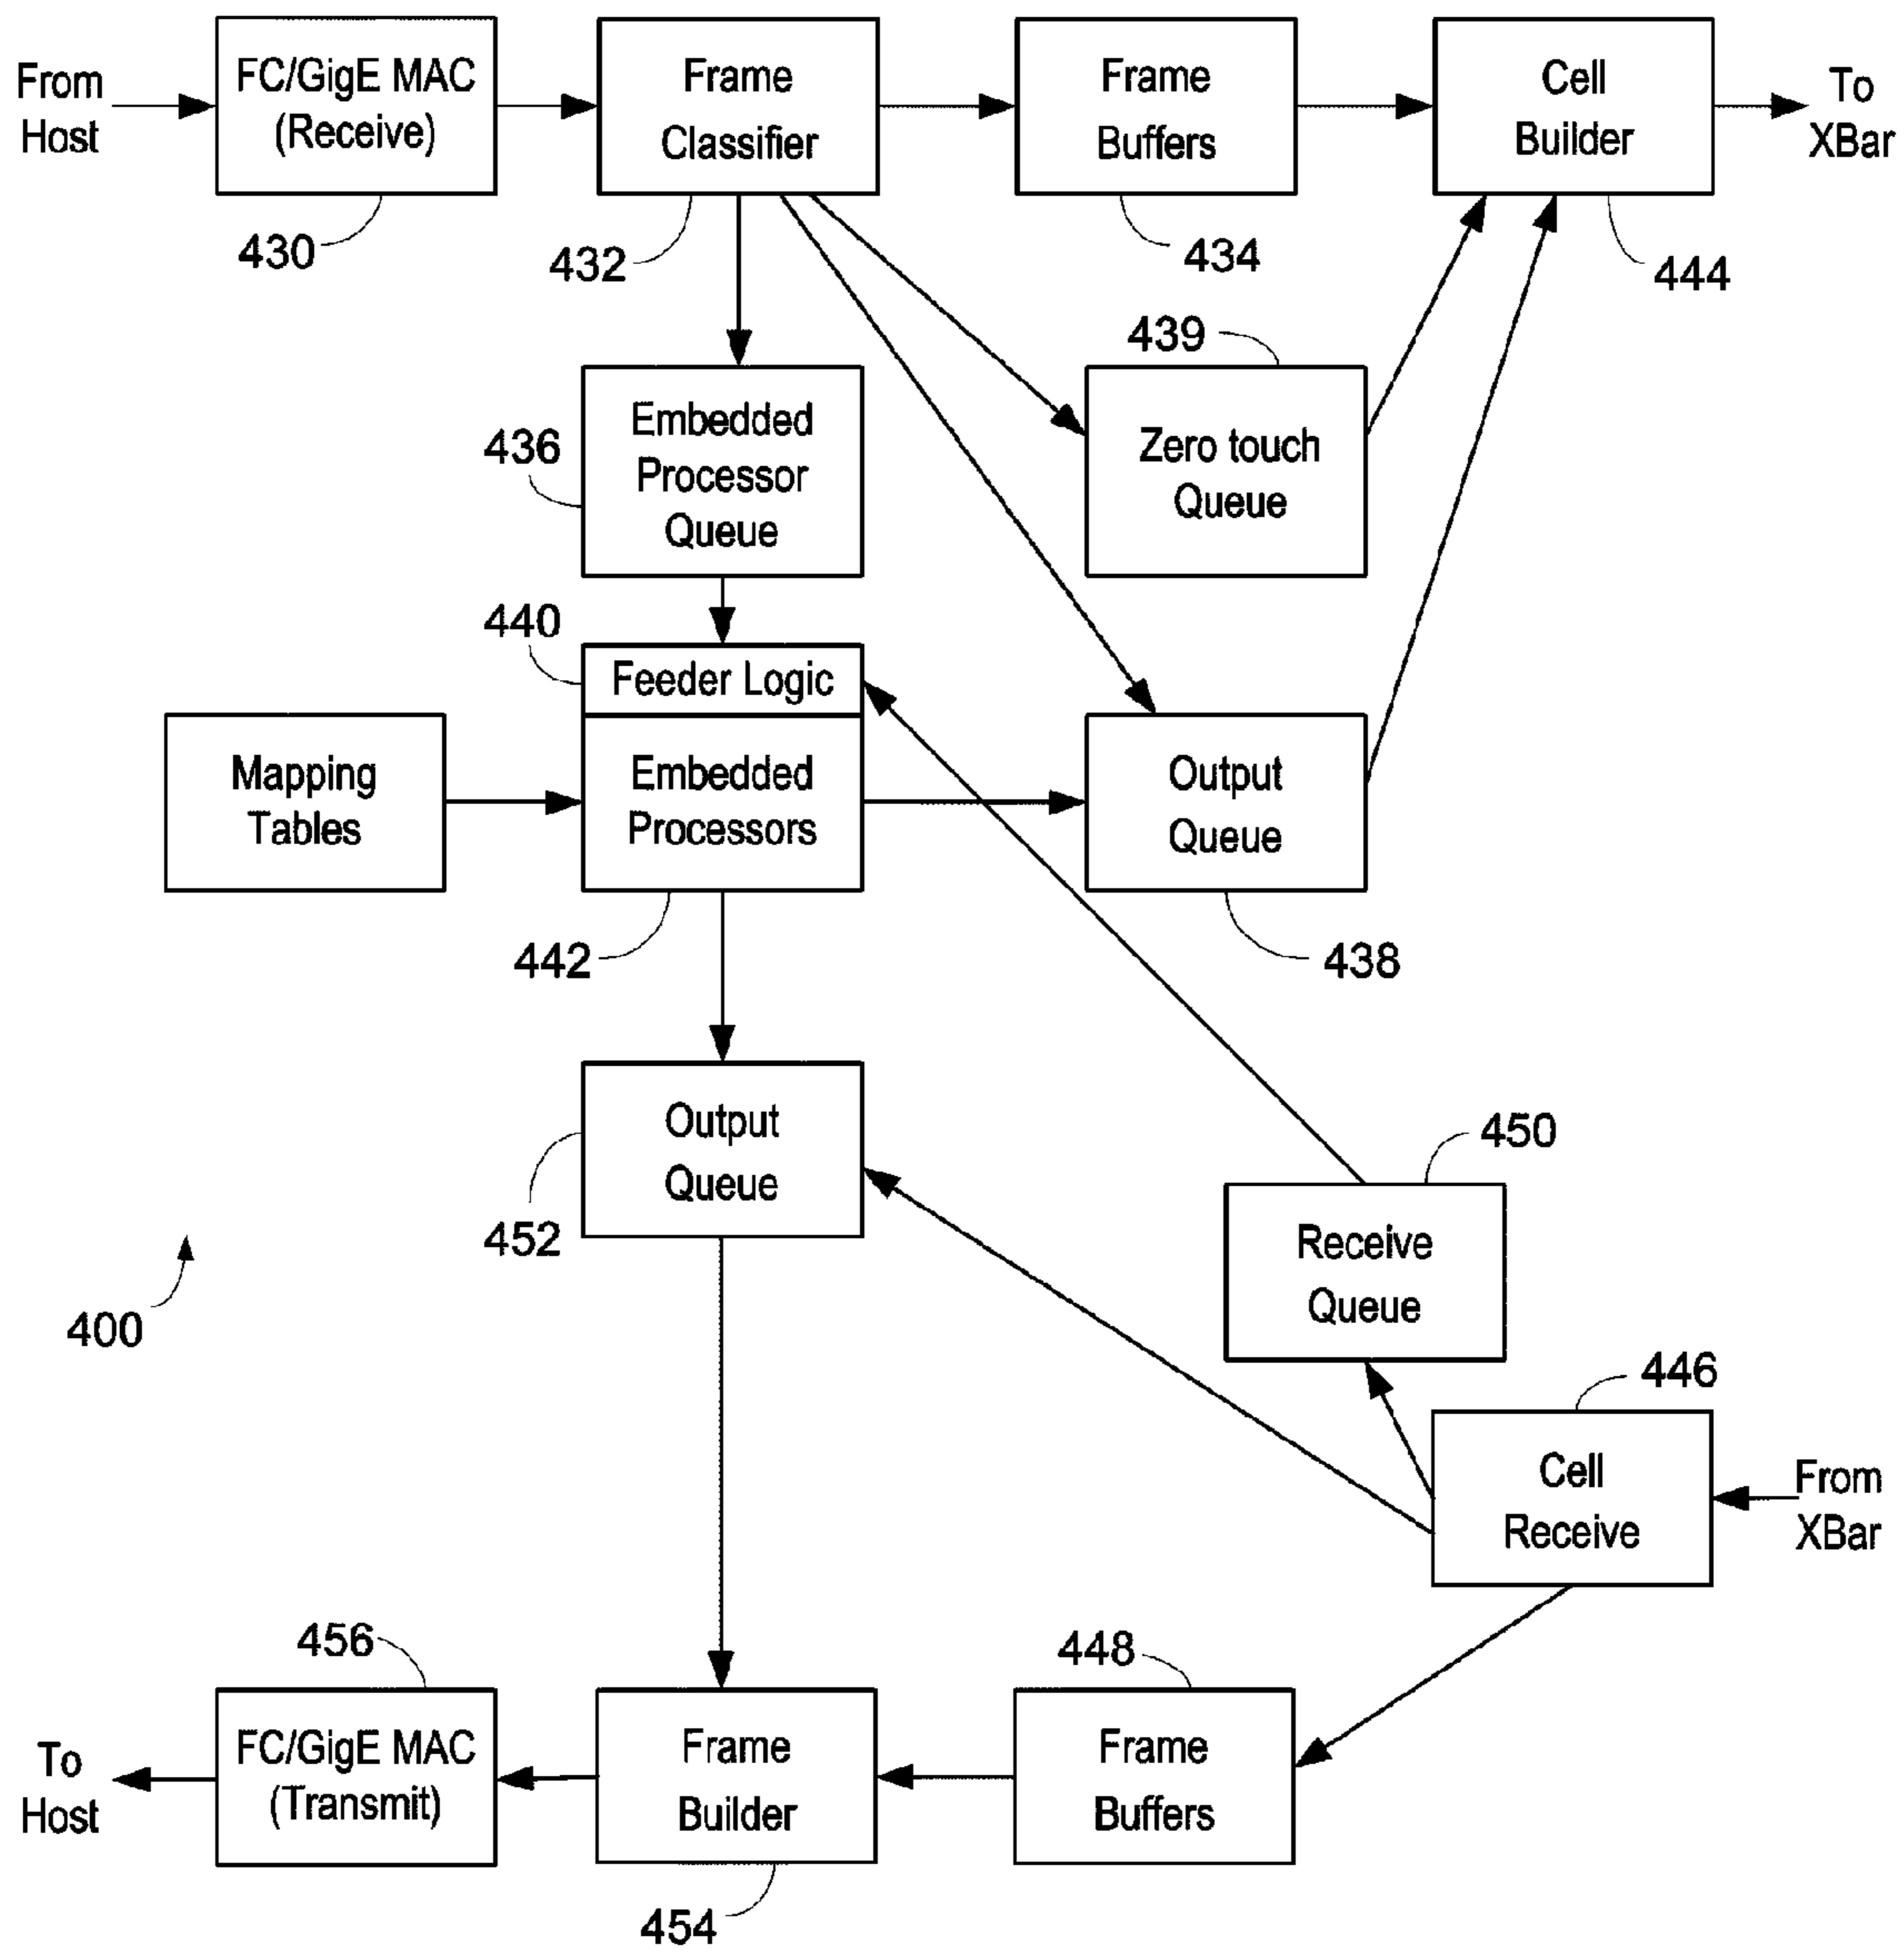 From
Host
FC/GigE MAC
(Receive)
Frame
Classifier
Frame
Buffers
Cell
Builder
To
XBar
430
432
434
444
439
Embedded
Processor
Queue
436
Zero touch
Queue
440
Feeder Logic
Mapping
Tables
Embedded
Processors
Output
Queue
442
438
Output
Queue
452
450
Receive
Queue
400
446
Cell
Receive
From
XBar
456
448
To
Host
FC/GigE MAC
(Transmit)
Frame
Builder
Frame
Buffers
454